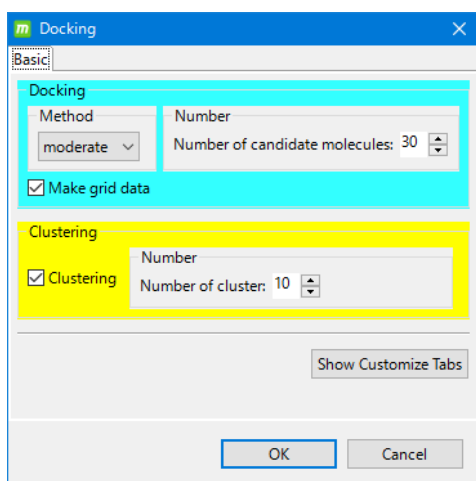 m Docking
Basic
Docking
Method
Number
moderate
Number of candidate molecules: 30
Make grid data
Clustering
Number
Clustering
Number of cluster: 10
Show Customize Tabs
OK
Cancel